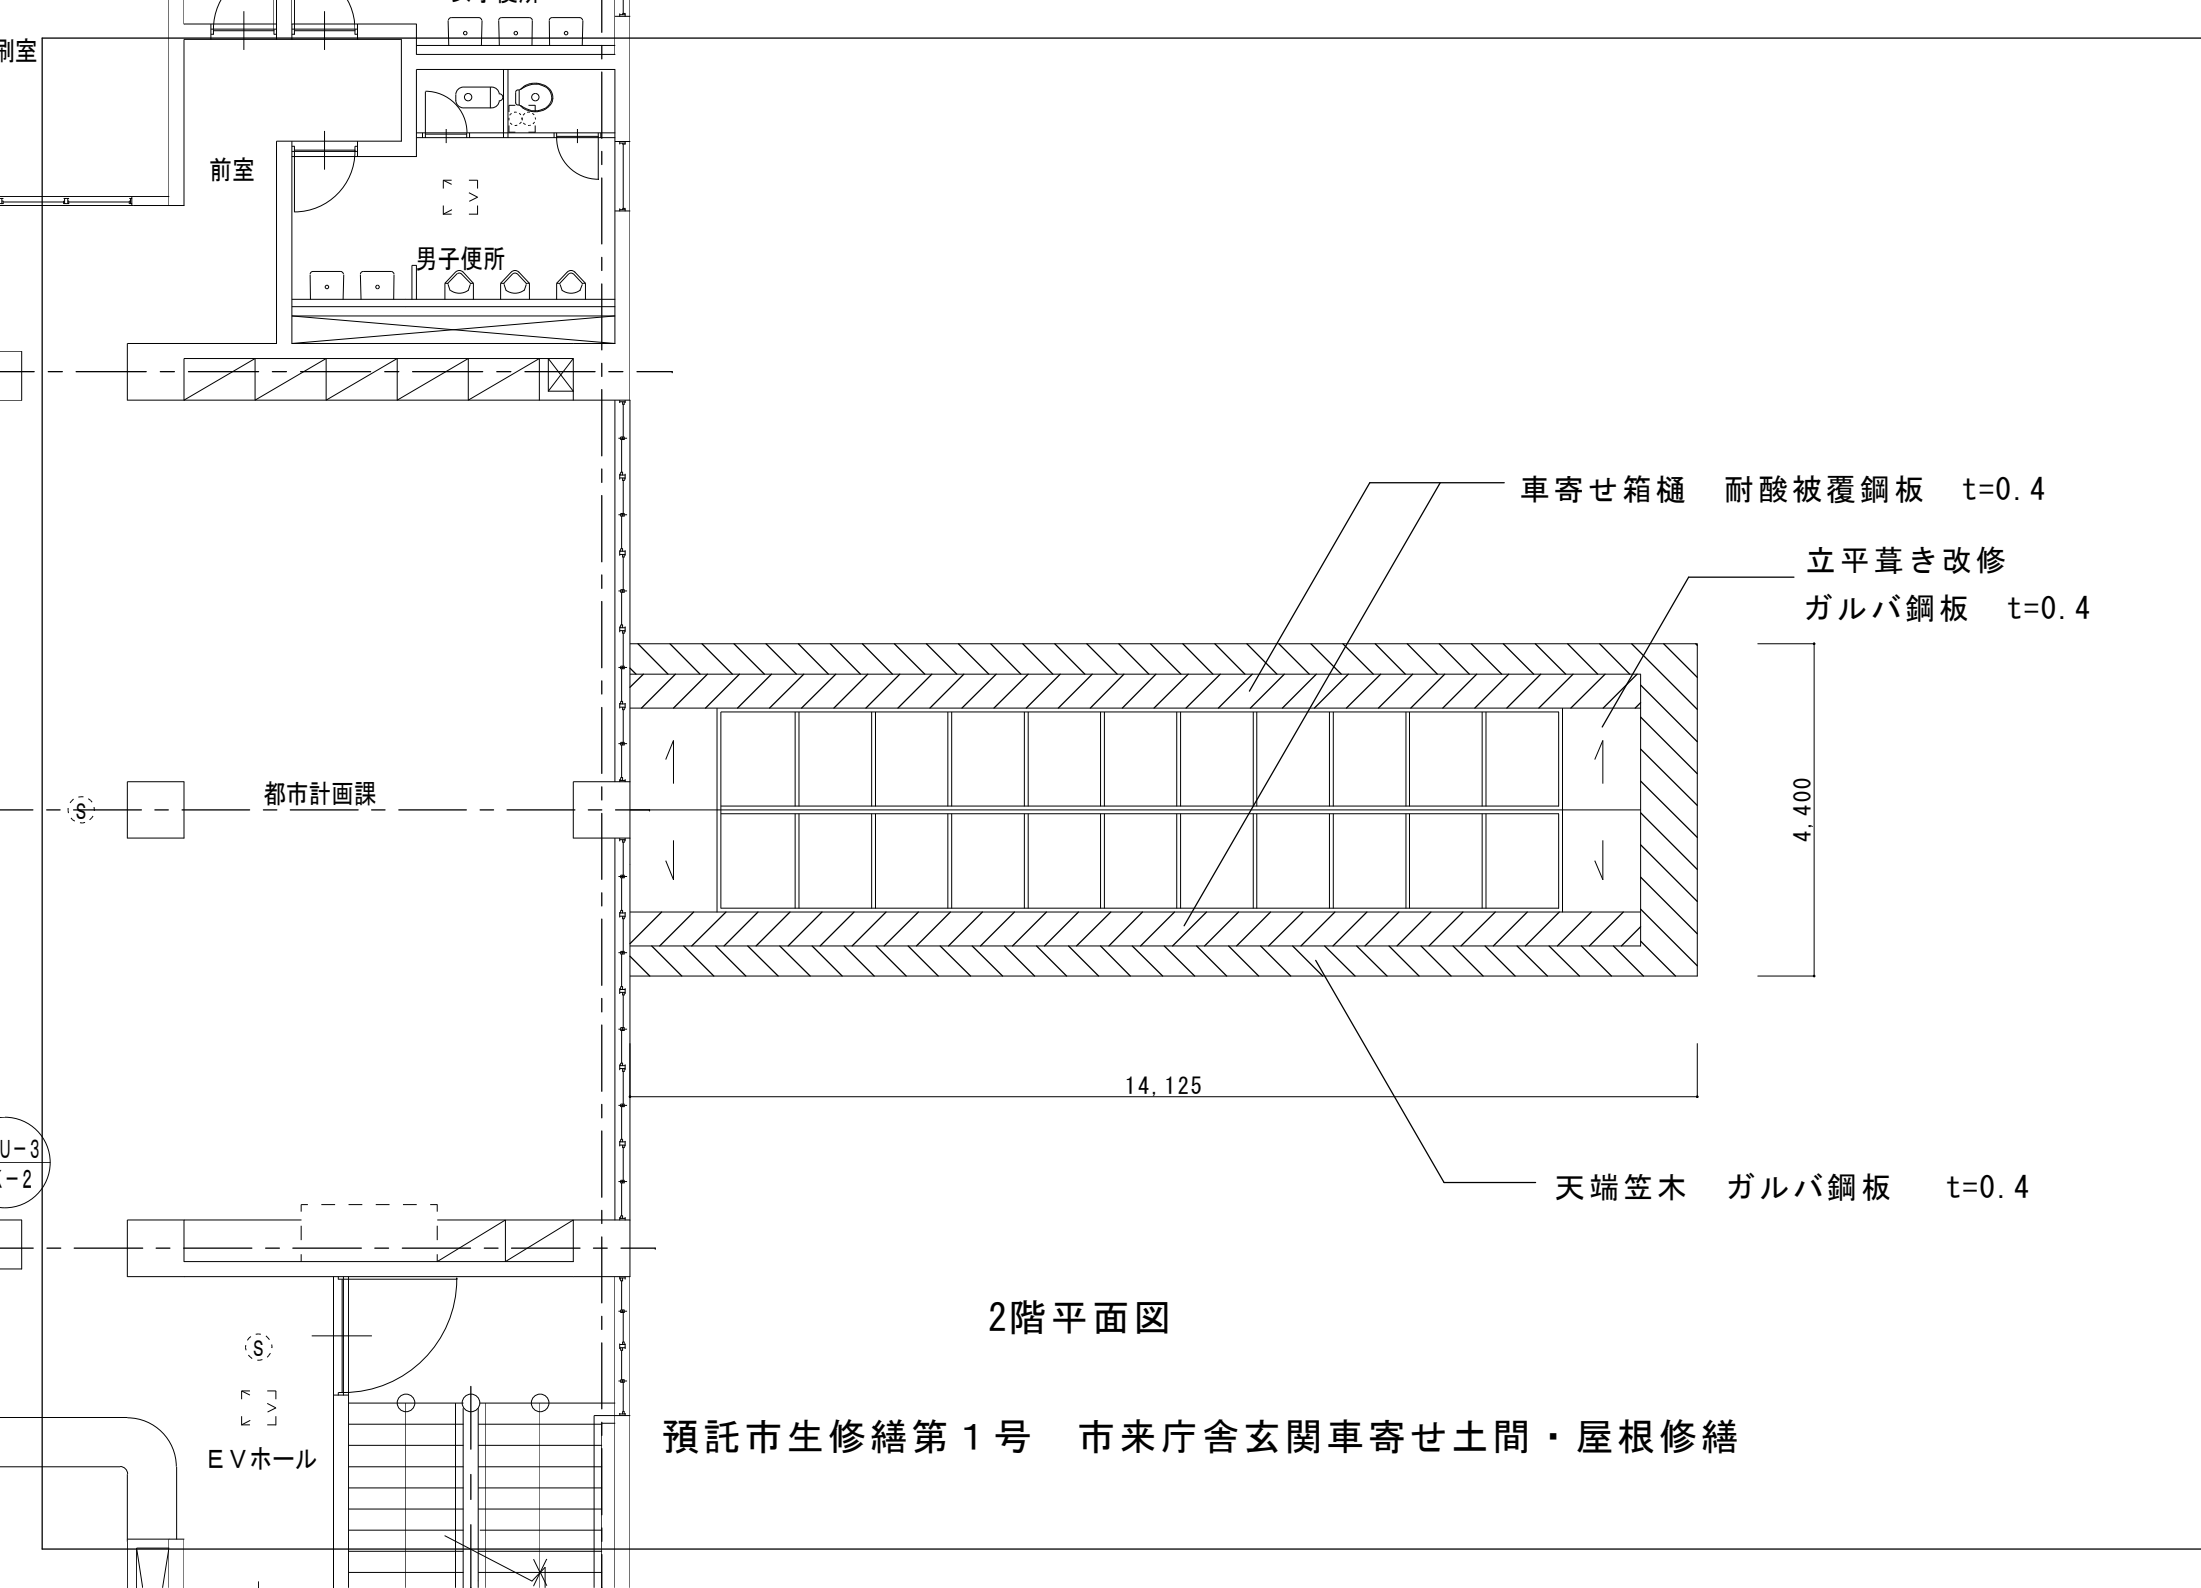 刷室
前室
男子便所
車寄せ箱樋　耐酸被覆鋼板　t=0.4
立平葺き改修
ガルバ鋼板　t=0.4
都市計画課
S
4,400
14,125
U-3
-2
天端笠木　ガルバ鋼板　t=0.4
2階平面図
S
預託市生修繕第１号　市来庁舎玄関車寄せ土間・屋根修繕
ＥＶホール